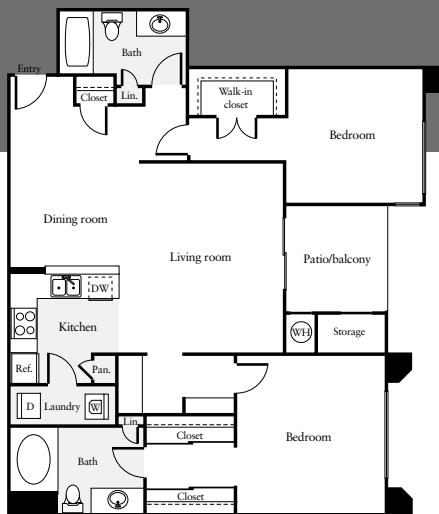 Bath
Entry
Closet
Lin.
Walk-in
closet
Bedroom
Dining room
Living room
Patio/balcony
DW
Kitchen
WH
Storage
Ref.
Pan.
D
Laundry
W
Lin
Closet
Bedroom
Bath
Closet